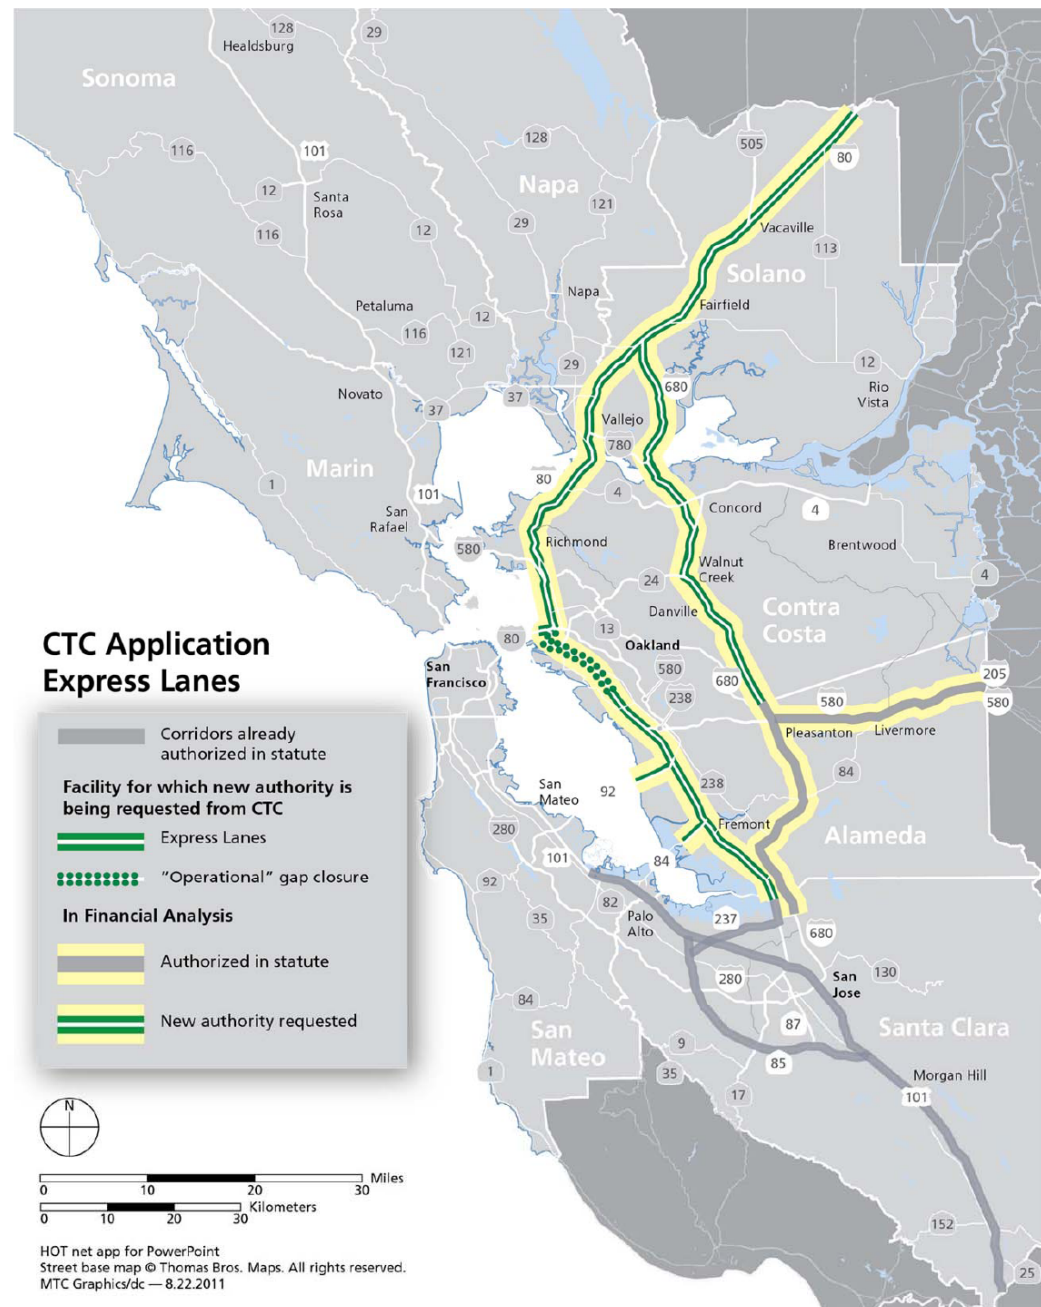 128
29
Healdsburg
Sonoma
116
101
128
505
80
Napa
12
Santa
Rosa
121
116
12
29
Vacaville
113
Solano
Napa
Fairfield
Petaluma
116
12
121
29
12
680
Rio
Vista
Novato
37
37
Vallejo
780
Marin
1
101
80
4
Concord
4
San
Rafael
580
Richmond
Brentwood
Walnut
Creek
4
24
Danville
Contra
Costa
80
13
Oakland
CTC Application
Express Lanes
San
Francisco
580
680
238
205
580
580
Pleasanton
Livermore
84
Corridors already
authorized in statute
Facility for which new authority is
being requested from CTC
Express Lanes
"Operational" gap closure
In Financial Analysis
Authorized in statute
New authority requested
San
Mateo
92
238
Fremont
Alameda
280
101
84
92
82
35
Palo
Alto
237
680
280
San
Jose
130
84
San
Mateo
87
Santa Clara
9
85
1
35
17
Morgan Hill
101
152
25
N
Miles
0 10 20 30
Kilometers
0 10 20 30
HOT net app for PowerPoint
Street base map © Thomas Bros. Maps. All rights reserved.
MTC Graphics/dc — 8.22.2011